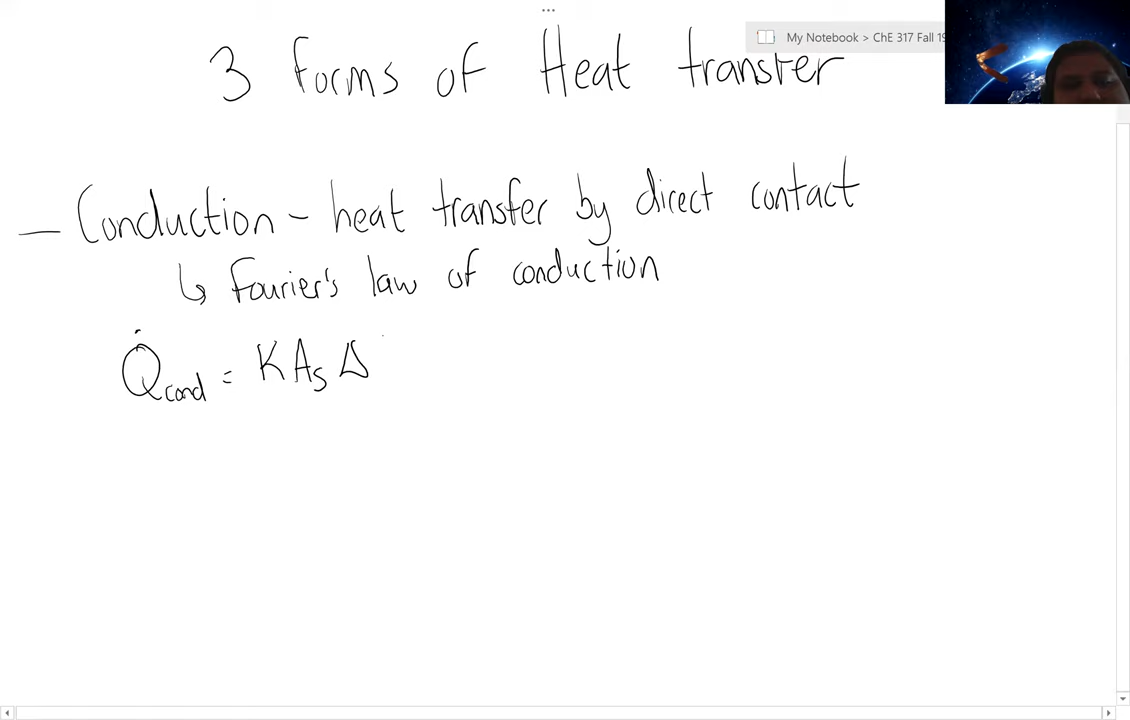 My Notebook > ChE 317 Fall 19
3 Forms of Heat transfer
— Conduction - heat transfer by direct contact
↳ Fourier's law of conduction
Q̇cond = KAsΔ